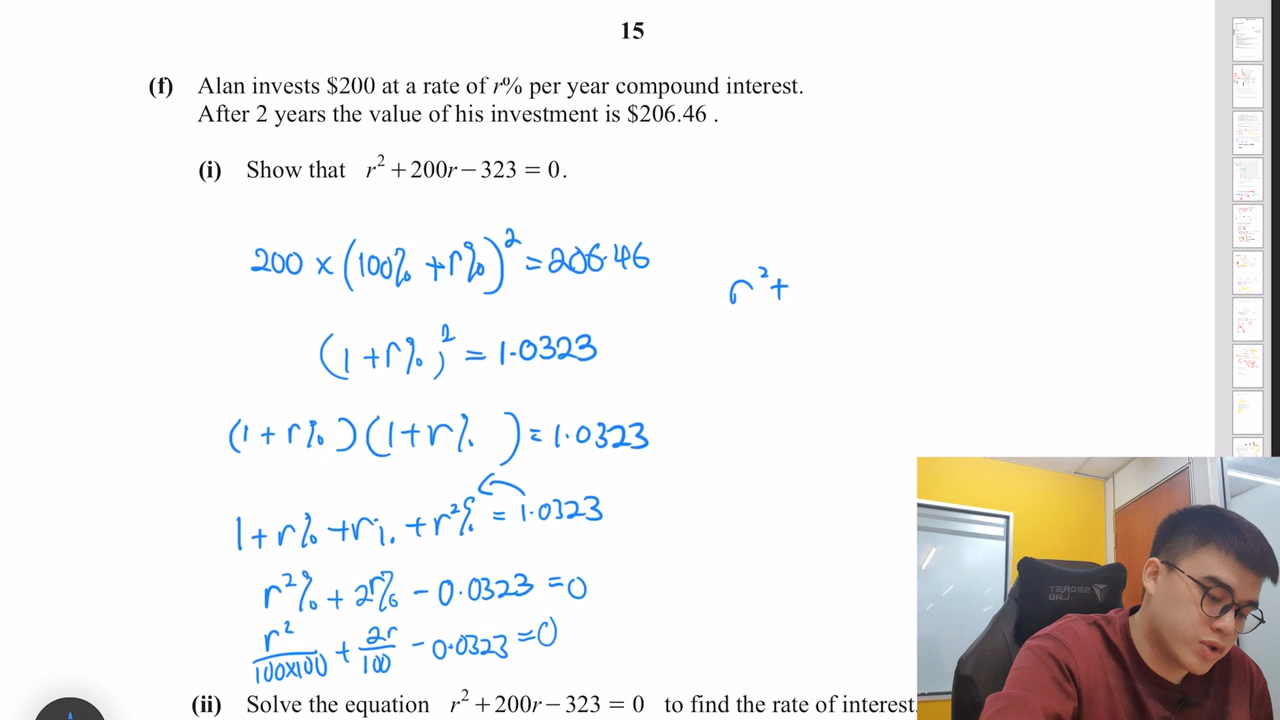 15
(f) Alan invests $200 at a rate of r% per year compound interest.
After 2 years the value of his investment is $206.46 .
(i) Show that r² + 200r − 323 = 0.
200 × (100% + r%)² = 206.46
r² +
(1 + r%)² = 1.0323
(1 + r%)(1 + r%) = 1.0323
1 + r% + r% + r²% = 1.0323
r²% + 2r% − 0.0323 = 0
r²/100×100 + 2r/100 − 0.0323 = 0
(ii) Solve the equation r² + 200r − 323 = 0 to find the rate of interest.
SECRET
LAB